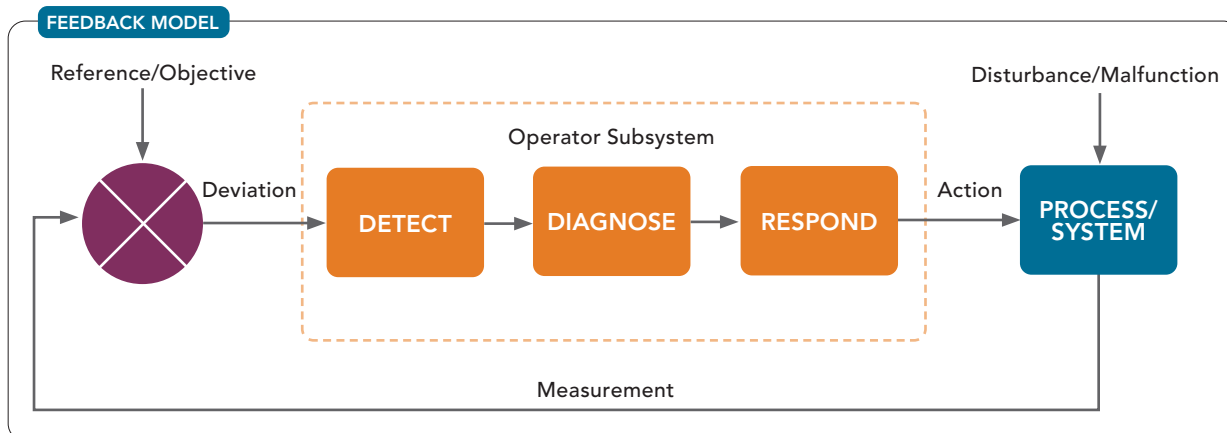 FEEDBACK MODEL
Reference/Objective
Disturbance/Malfunction
Operator Subsystem
Deviation
DETECT
DIAGNOSE
RESPOND
Action
PROCESS/
SYSTEM
Measurement